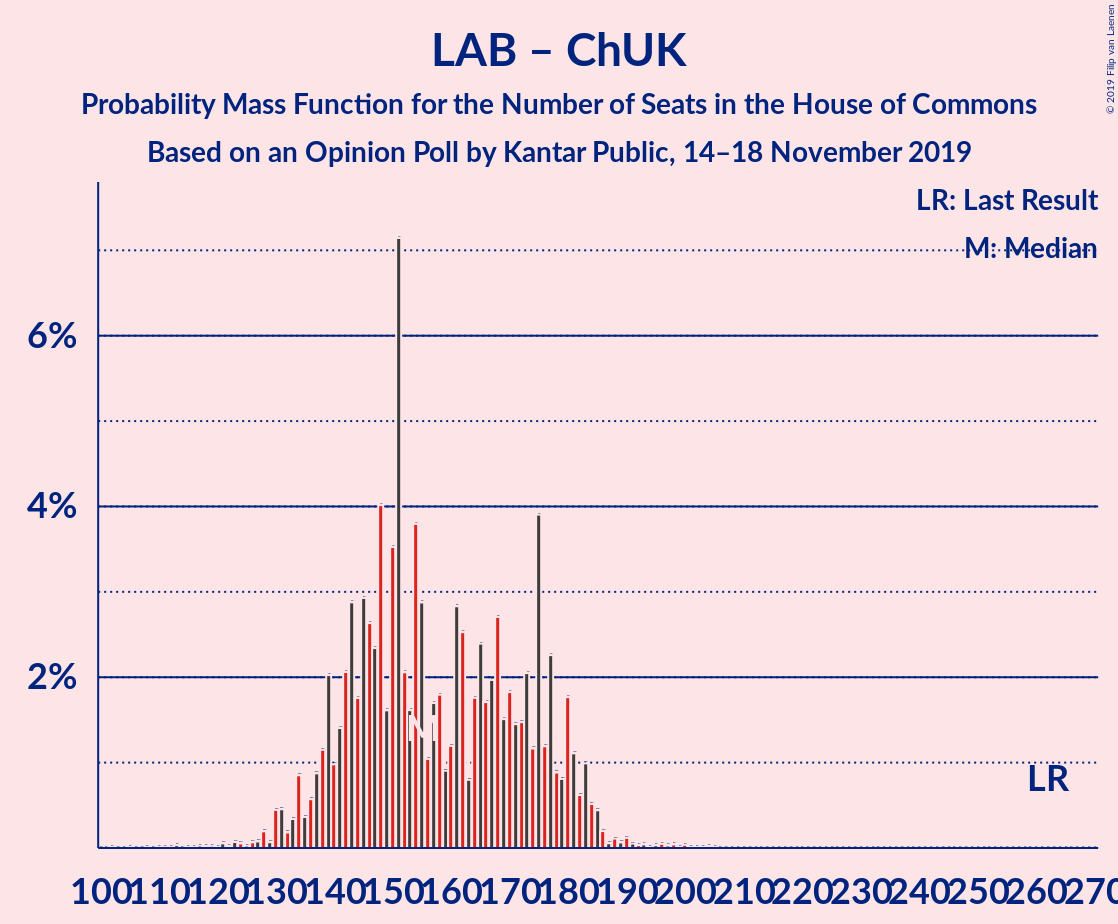 LAB – ChUK
Probability Mass Function for the Number of Seats in the House of Commons
Based on an Opinion Poll by Kantar Public, 14–18 November 2019
© 2019 Filip van Laenen
LR: Last Result
M: Median
6%
4%
2%
M
LR
100 110 120 130 140 150 160 170 180 190 200 210 220 230 240 250 260 270